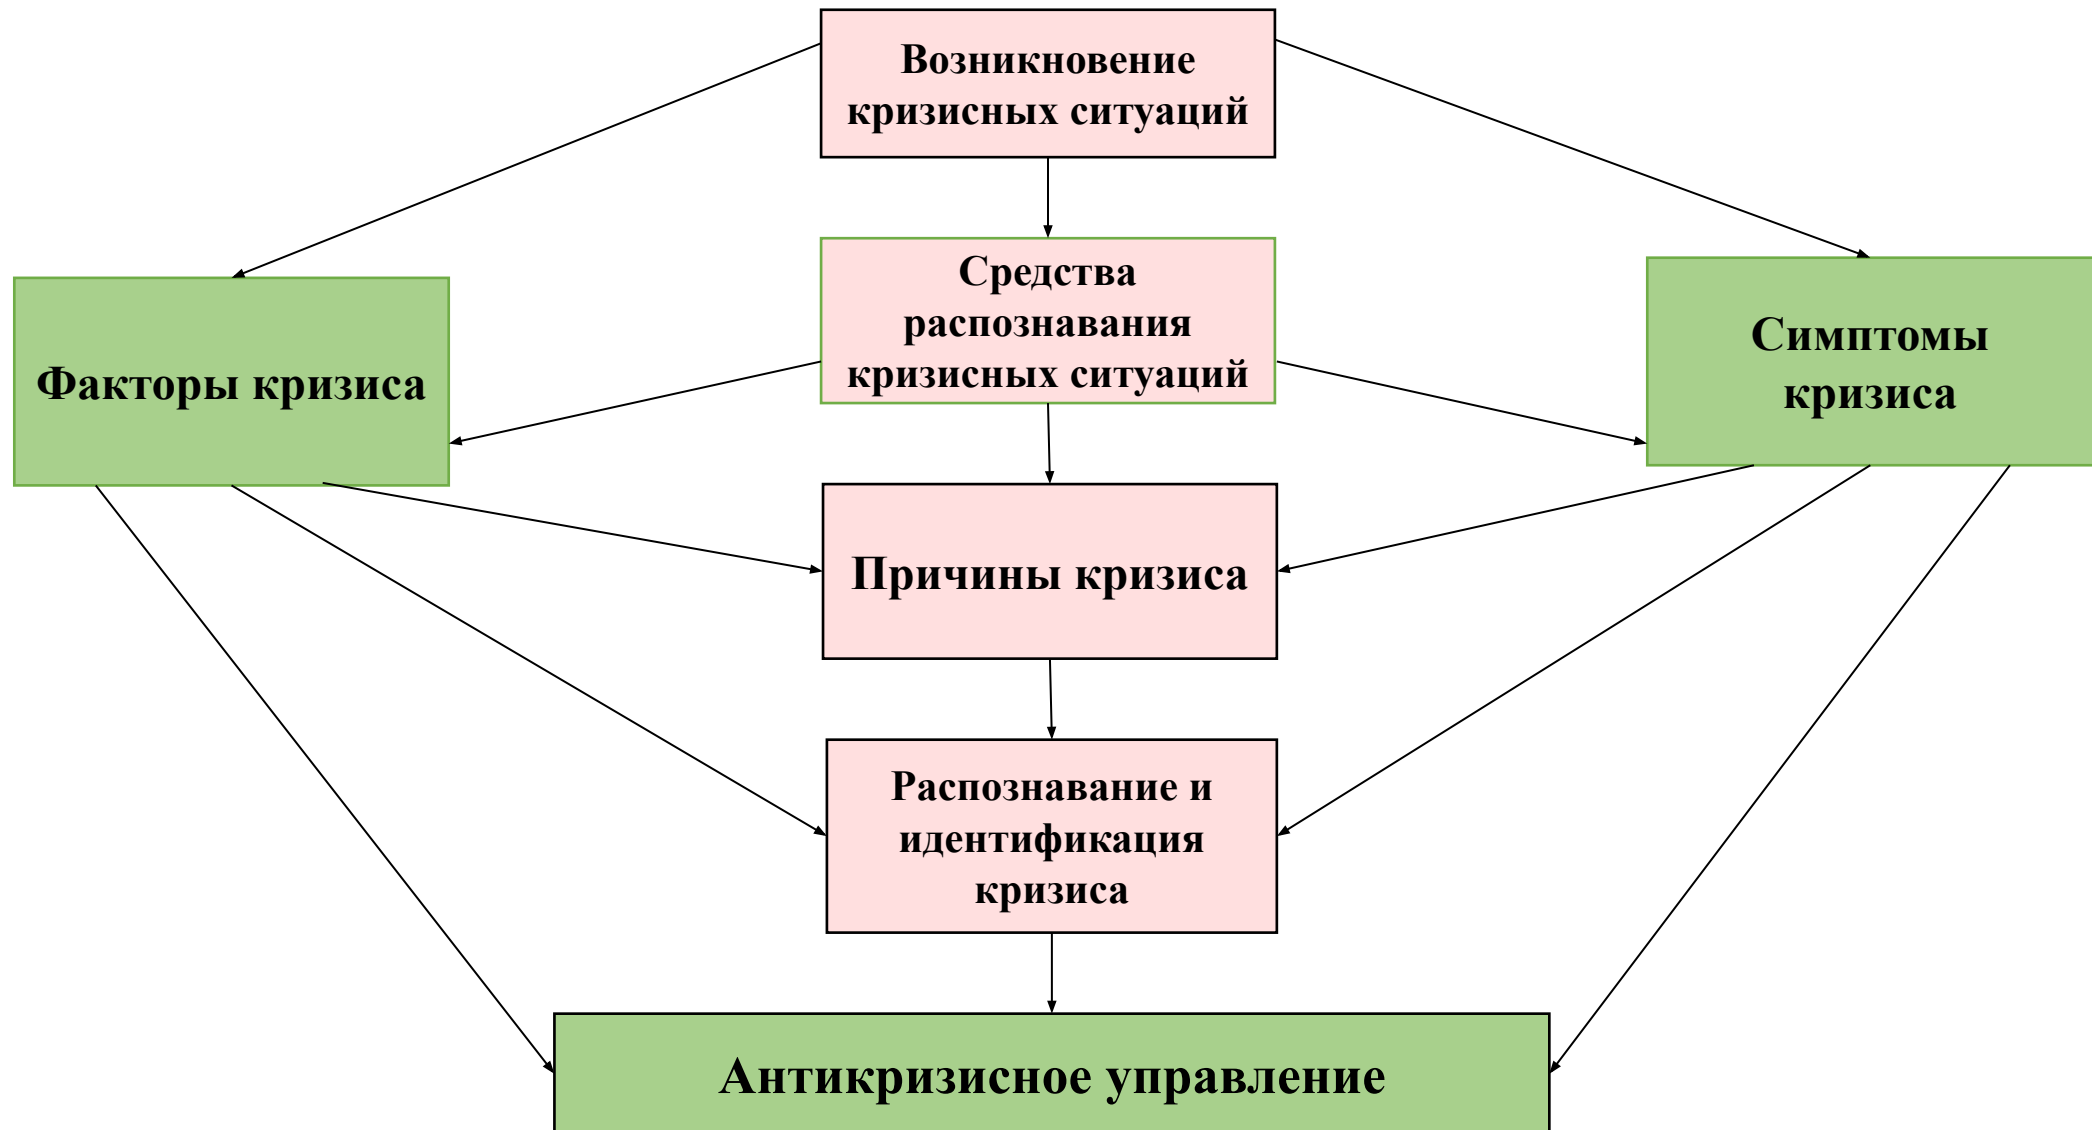 Возникновение
кризисных ситуаций
Средства
распознавания
кризисных ситуаций
Факторы кризиса
Симптомы
кризиса
Причины кризиса
Распознавание и
идентификация
кризиса
Антикризисное управление